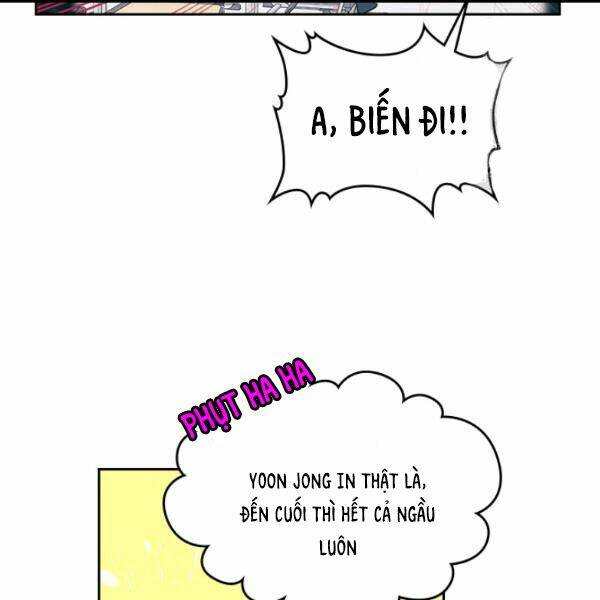 A, BIẾN ĐI!!
PHỤT HA HA
YOON JONG IN THẬT LÀ,
ĐẾN CUỐI THÌ HẾT CẢ NGẦU
LUÔN